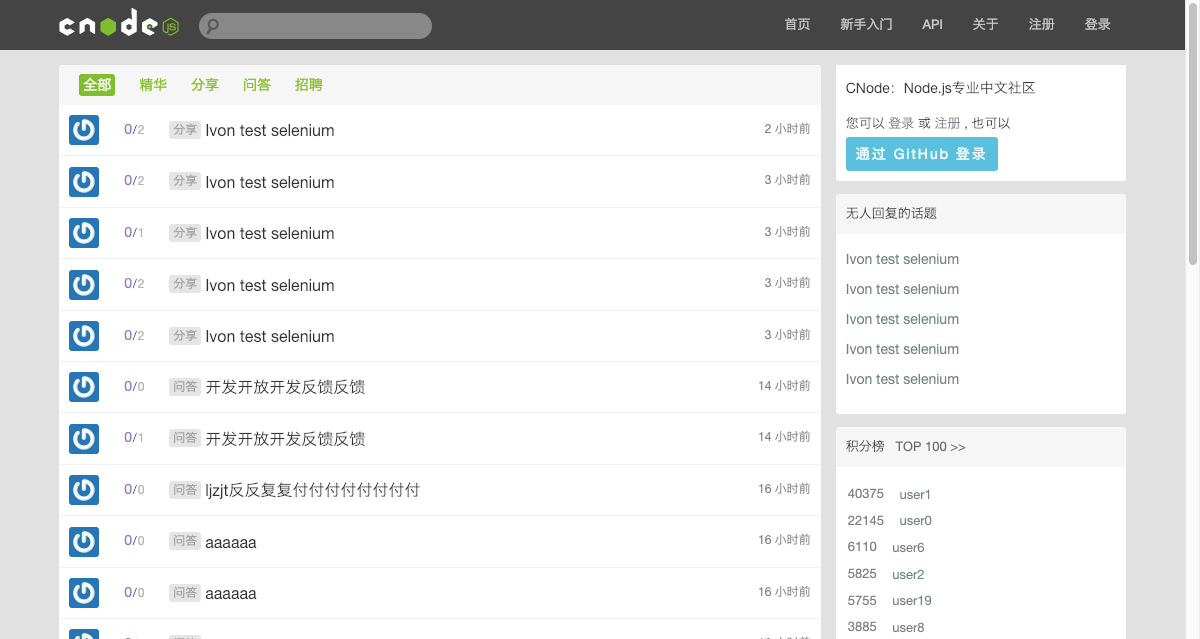 cnode JS
首页 新手入门 API 关于 注册 登录
全部 精华 分享 问答 招聘
0/2 分享 Ivon test selenium 2 小时前
0/2 分享 Ivon test selenium 3 小时前
0/1 分享 Ivon test selenium 3 小时前
0/2 分享 Ivon test selenium 3 小时前
0/2 分享 Ivon test selenium 3 小时前
0/0 问答 开发开放开发反馈反馈 14 小时前
0/1 问答 开发开放开发反馈反馈 14 小时前
0/0 问答 ljzjt反反复复付付付付付付付付 16 小时前
0/0 问答 aaaaaa 16 小时前
0/0 问答 aaaaaa 16 小时前
CNode：Node.js专业中文社区
您可以 登录 或 注册 , 也可以
通过 GitHub 登录
无人回复的话题
Ivon test selenium
Ivon test selenium
Ivon test selenium
Ivon test selenium
Ivon test selenium
积分榜 TOP 100 >>
40375 user1
22145 user0
6110 user6
5825 user2
5755 user19
3885 user8